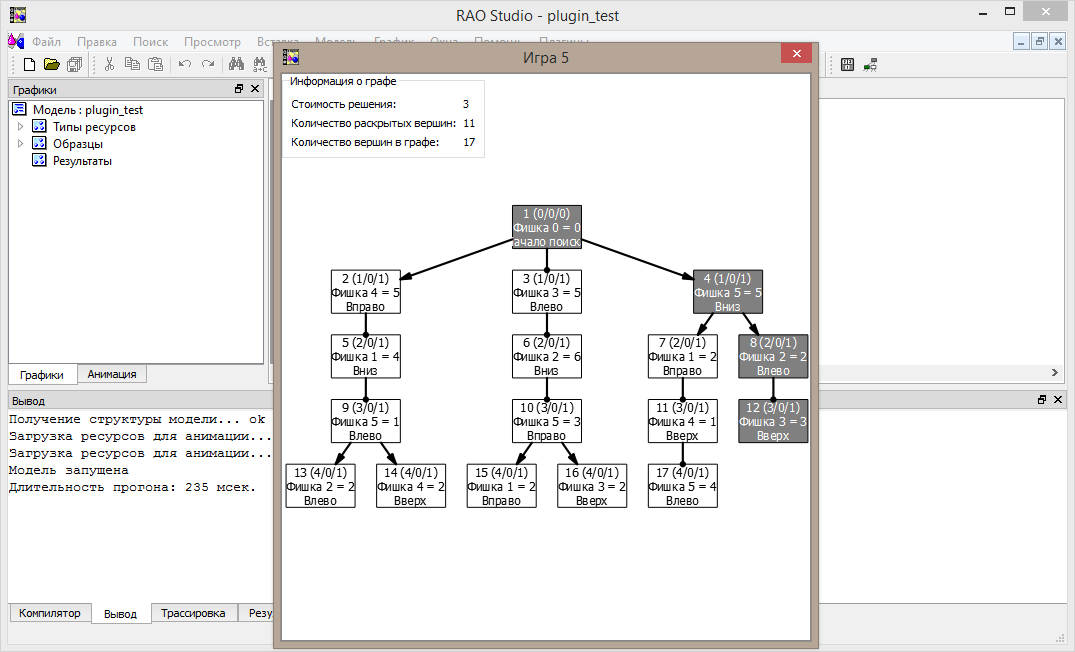 RAO Studio - plugin_test
Файл Правка Поиск Просмотр Вставка Модель График Окна Помощь Плагины
Графики
Модель : plugin_test
Типы ресурсов
Образцы
Результаты
Графики Анимация
Вывод
Получение структуры модели... ok
Загрузка ресурсов для анимации...
Загрузка ресурсов для анимации...
Модель запущена
Длительность прогона: 235 мсек.
Компилятор Вывод Трассировка Резу
Игра 5
Информация о графе
Стоимость решения: 3
Количество раскрытых вершин: 11
Количество вершин в графе: 17
1 (0/0/0)
Фишка 0 = 0
ачало поиск
2 (1/0/1)
Фишка 4 = 5
Вправо
3 (1/0/1)
Фишка 3 = 5
Влево
4 (1/0/1)
Фишка 5 = 5
Вниз
5 (2/0/1)
Фишка 1 = 4
Вниз
6 (2/0/1)
Фишка 2 = 6
Вниз
7 (2/0/1)
Фишка 1 = 2
Вправо
8 (2/0/1)
Фишка 2 = 2
Влево
9 (3/0/1)
Фишка 5 = 1
Влево
10 (3/0/1)
Фишка 5 = 3
Вправо
11 (3/0/1)
Фишка 4 = 1
Вверх
12 (3/0/1)
Фишка 3 = 3
Вверх
13 (4/0/1)
Фишка 2 = 2
Влево
14 (4/0/1)
Фишка 4 = 2
Вверх
15 (4/0/1)
Фишка 1 = 2
Вправо
16 (4/0/1)
Фишка 3 = 2
Вверх
17 (4/0/1)
Фишка 5 = 4
Влево